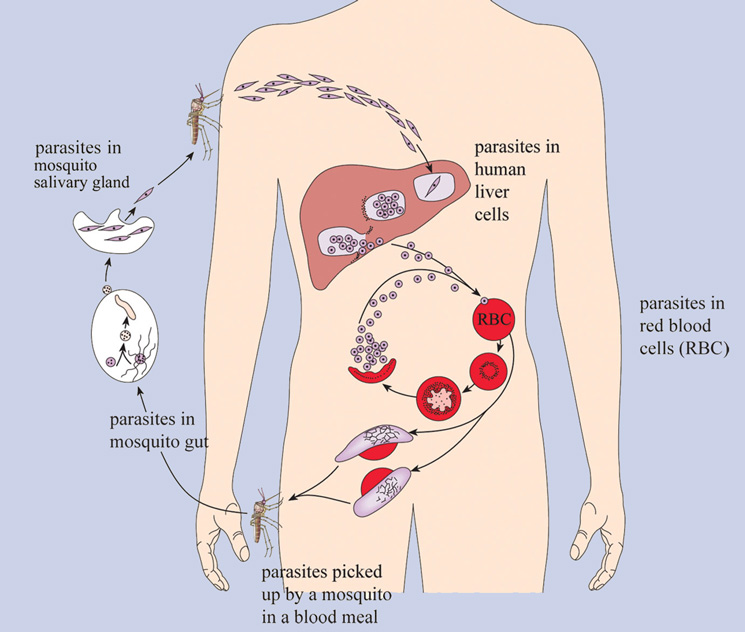 parasites in
mosquito
salivary gland
parasites in
human
liver
cells
RBC
parasites in
red blood
cells (RBC)
parasites in
mosquito gut
parasites picked
up by a mosquito
in a blood meal